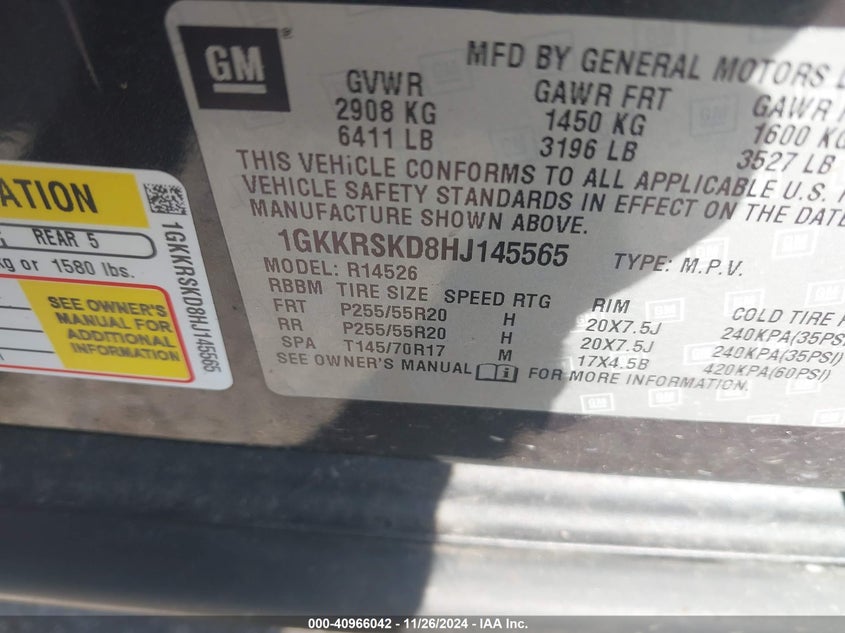 GM®
MFD BY GENERAL MOTORS
GVWR GAWR FRT GAWR
2908 KG 1450 KG 1600 KG
6411 LB 3196 LB 3527 LB
THIS VEHICLE CONFORMS TO ALL APPLICABLE U.S.
VEHICLE SAFETY STANDARDS IN EFFECT ON THE DATE
MANUFACTURE SHOWN ABOVE.
1GKKRSKD8HJ145565 TYPE: M.P.V.
MODEL: R14526
RBBM TIRE SIZE SPEED RTG RIM COLD TIRE
FRT P255/55R20 H 20X7.5J 240KPA(35PSI)
RR P255/55R20 H 20X7.5J 240KPA(35PSI)
SPA T145/70R17 M 17X4.5B 420KPA(60PSI)
SEE OWNER'S MANUAL FOR MORE INFORMATION.
REAR 5
kg or 1580 lbs.
SEE OWNER'S
MANUAL FOR
ADDITIONAL
INFORMATION
1GKKRSKD8HJ145565
000-40966042 - 11/26/2024 - IAA Inc.